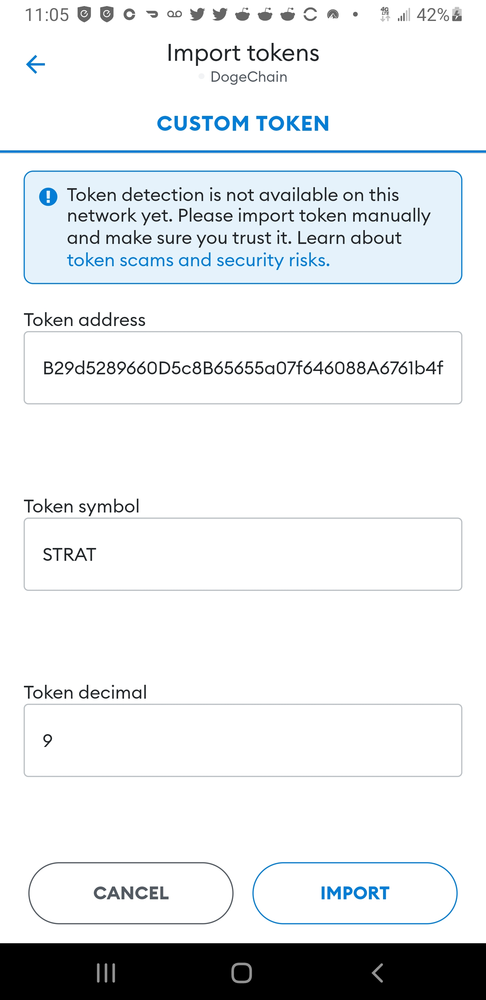 11:05
4G
LTE
42%
Import tokens
DogeChain
CUSTOM TOKEN
Token detection is not available on this
network yet. Please import token manually
and make sure you trust it. Learn about
token scams and security risks.
Token address
B29d5289660D5c8B65655a07f646088A6761b4f
Token symbol
STRAT
Token decimal
9
CANCEL
IMPORT